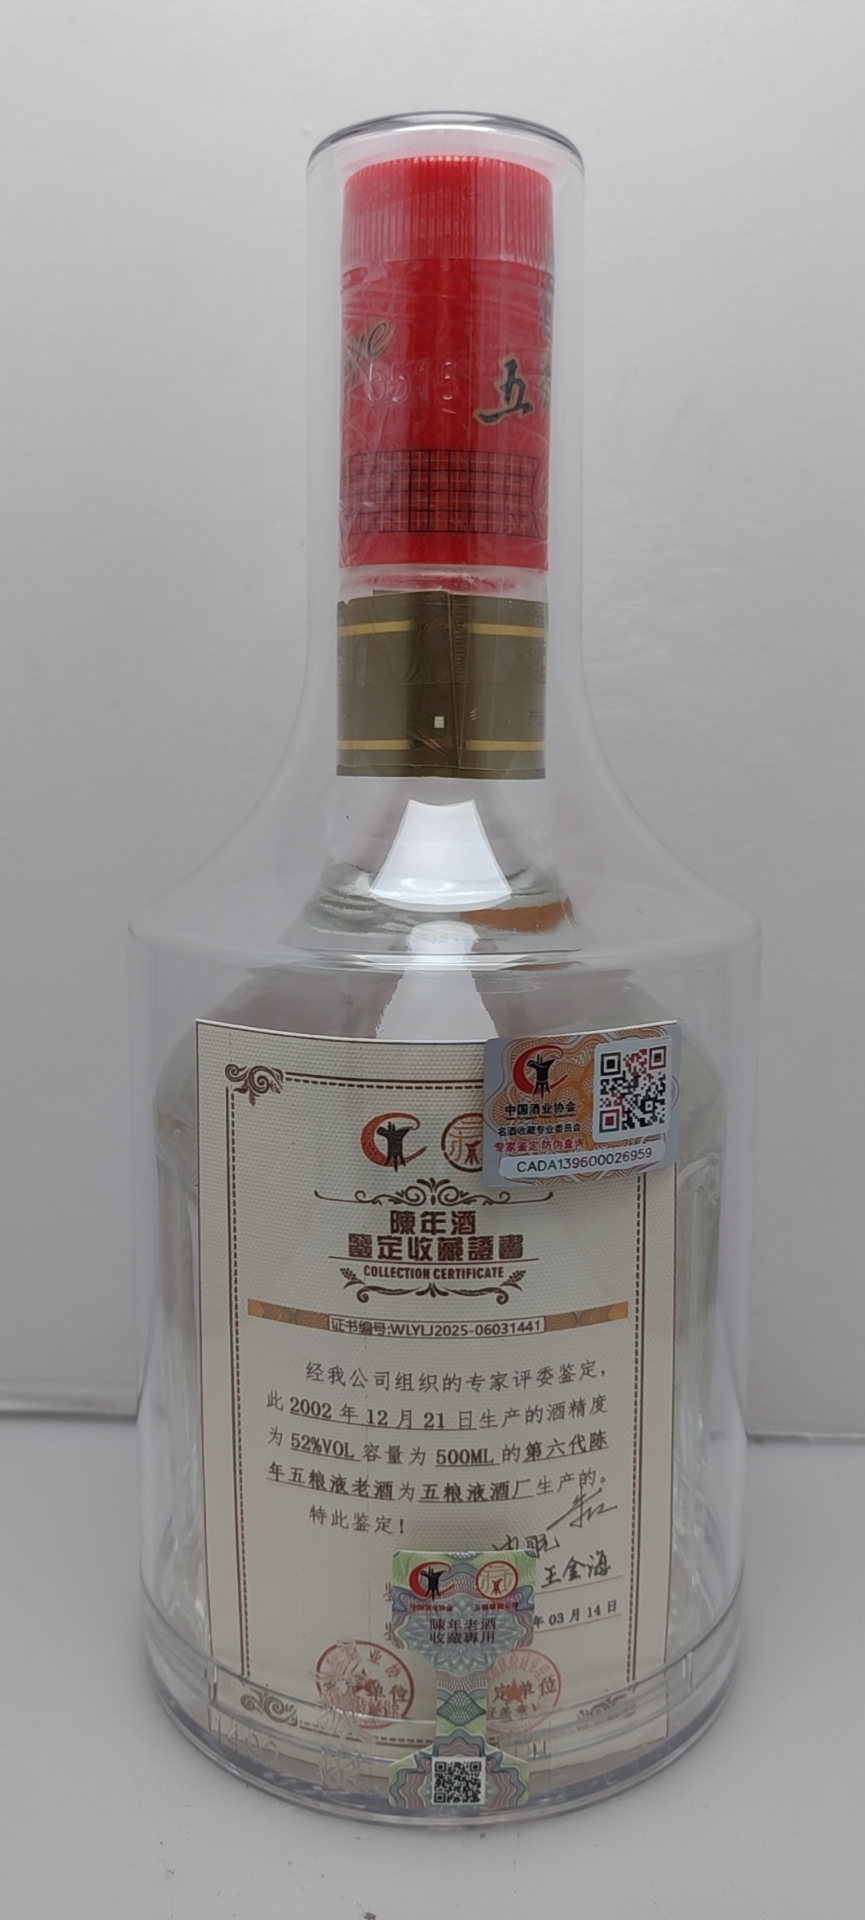 五
中国酒业协会
名酒收藏专业委员会
专家鉴定 防伪查询
CADA139600026959
陳年酒
鑒定收藏證書
COLLECTION CERTIFICATE
证书编号:WLYLJ2025-06031441
经我公司组织的专家评委鉴定,
此 2002 年 12 月 21 日生产的酒精度
为 52%VOL 容量为 500ML 的第六代陈
年五粮液老酒为五粮液酒厂生产的。
特此鉴定!
王金海
年 03 月 14 日
陳年老酒
收藏專用
定单位